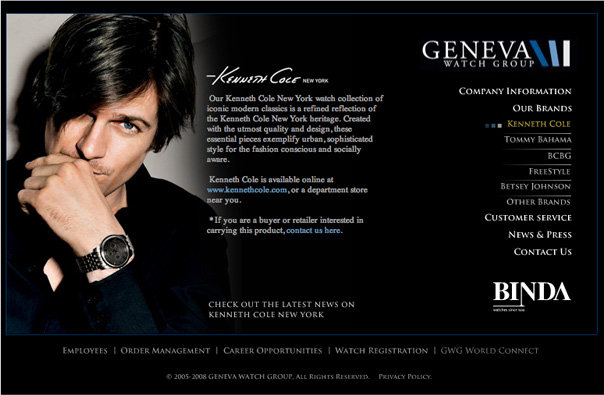 Kenneth Cole NEW YORK
Our Kenneth Cole New York watch collection of
iconic modern classics is a refined reflection of
the Kenneth Cole New York heritage. Created
with the utmost quality and design, these
essential pieces exemplify urban, sophisticated
style for the fashion conscious and socially
aware.
Kenneth Cole is available online at
www.kennethcole.com, or a department store
near you.
*If you are a buyer or retailer interested in
carrying this product, contact us here.
CHECK OUT THE LATEST NEWS ON
KENNETH COLE NEW YORK
GENEVA
WATCH GROUP
Company Information
Our Brands
Kenneth Cole
Tommy Bahama
BCBG
FreeStyle
Betsey Johnson
Other Brands
Customer service
News & Press
Contact Us
BINDA
watches since 1906
Employees | Order Management | Career Opportunities | Watch Registration | GWG World Connect
© 2005-2008 GENEVA WATCH GROUP, All Rights Reserved. Privacy Policy.